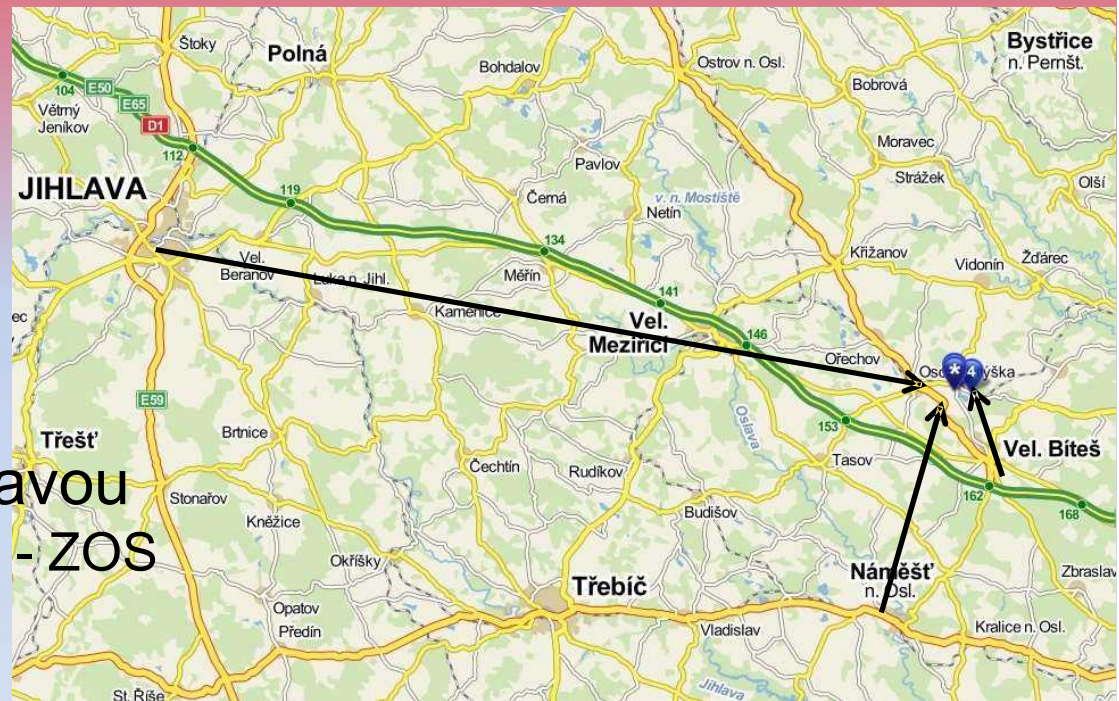 Štoky
Polná
Bohdalov
Ostrov n. Osl.
Bystřice
n. Pernšt.
104
E50
E65
D1
Větrný
Jeníkov
112
Bobrová
Moravec
Strážek
Olší
Pavlov
v. n. Mostiště
JIHLAVA
119
Černá
Netín
134
Vel.
Beranov
Luka n. Jihl.
Měřín
Křižanov
Vidonín
Žďárec
141
Kamenice
Vel.
Meziříčí
146
Ořechov
* 4
ýška
E59
Oslava
153
Třešť
Brtnice
Vel. Bíteš
avou
Čechtín
Rudíkov
Tasov
162
168
Stonařov
Kněžice
Budišov
- ZOS
Okříšky
Třebíč
Náměšť
n. Osl.
Zbraslav
Opatov
Předín
Vladislav
Kralice n. Osl.
Jihlava
St. Říše